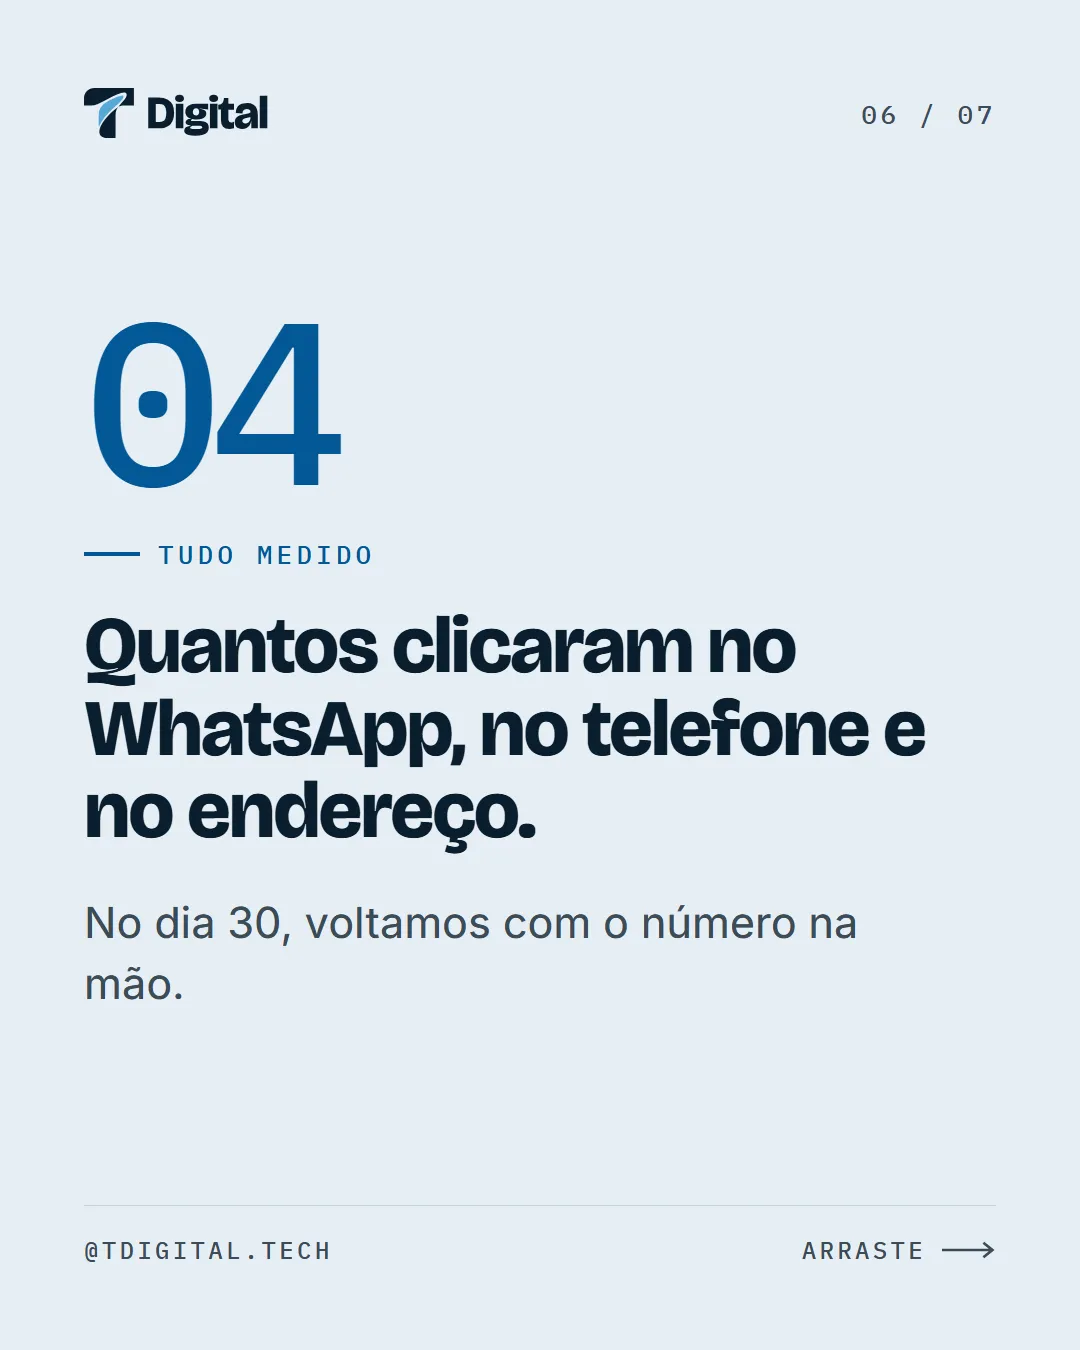 T Digital
06 / 07
04
TUDO MEDIDO
Quantos clicaram no
WhatsApp, no telefone e
no endereço.
No dia 30, voltamos com o número na
mão.
@TDIGITAL.TECH
ARRASTE